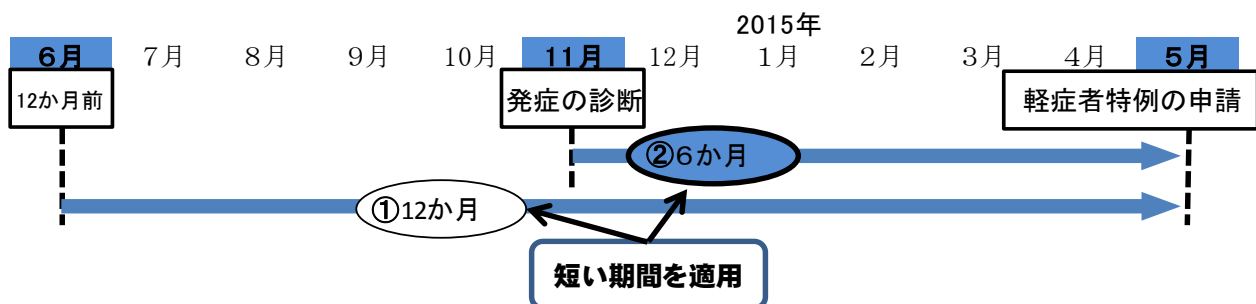 2015年
6月 7月 8月 9月 10月 11月 12月 1月 2月 3月 4月 5月
12か月前 発症の診断 軽症者特例の申請
②6か月
①12か月
短い期間を適用